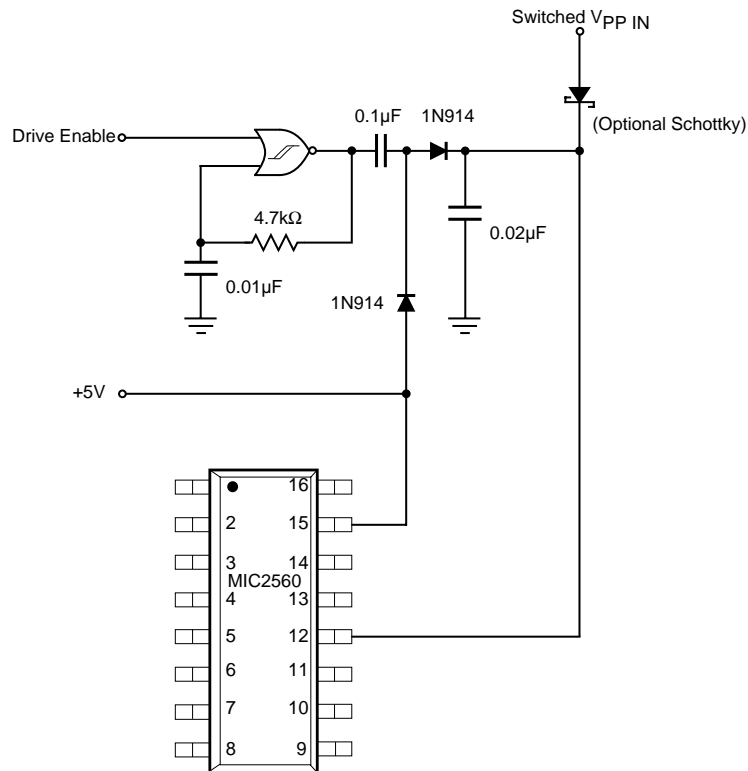 Switched VPP IN
(Optional Schottky)
0.1µF
1N914
Drive Enable
4.7kΩ
0.02µF
0.01µF
1N914
+5V
16
2
15
3
14
MIC2560
4
13
5
12
6
11
7
10
8
9